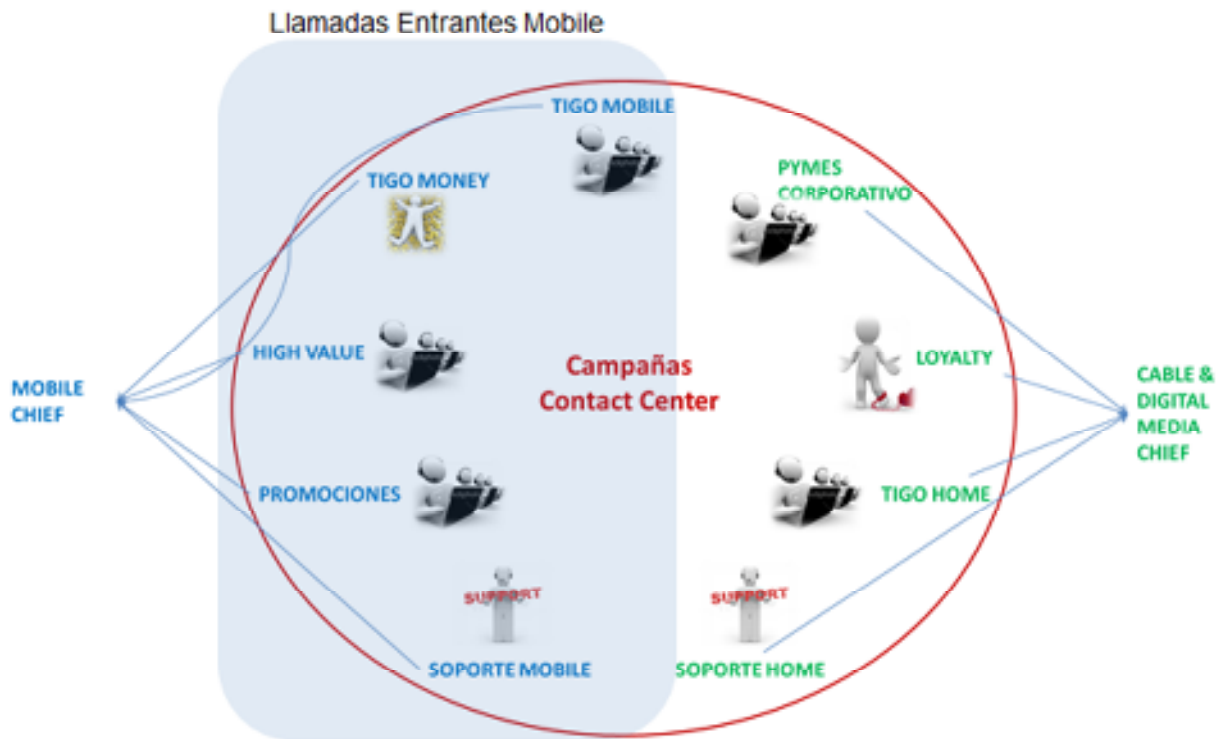 Llamadas Entrantes Mobile
TIGO MOBILE
TIGO MONEY
PYMES
CORPORATIVO
HIGH VALUE
LOYALTY
Campañas
Contact Center
MOBILE
CHIEF
CABLE &
DIGITAL
MEDIA
CHIEF
PROMOCIONES
TIGO HOME
SUPPORT
SUPPORT
SOPORTE MOBILE
SOPORTE HOME